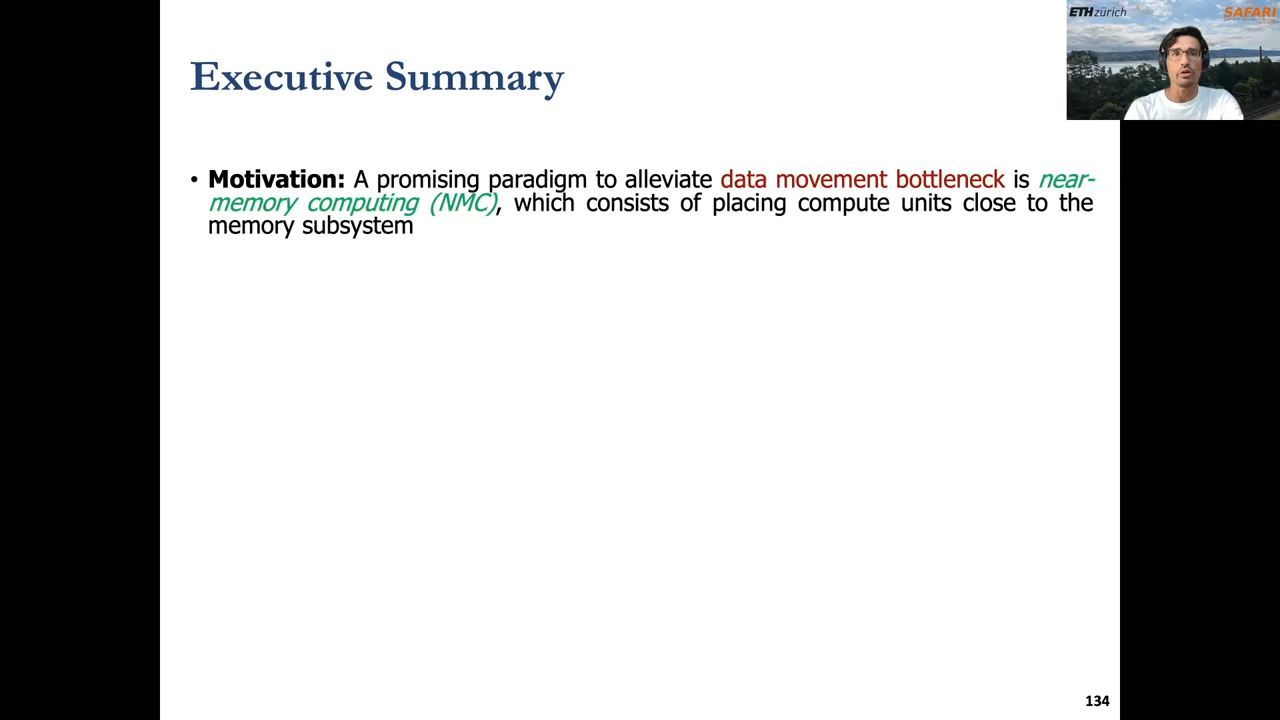 ETH zürich
SAFARI
Executive Summary
• Motivation: A promising paradigm to alleviate data movement bottleneck is near-
memory computing (NMC), which consists of placing compute units close to the
memory subsystem
134